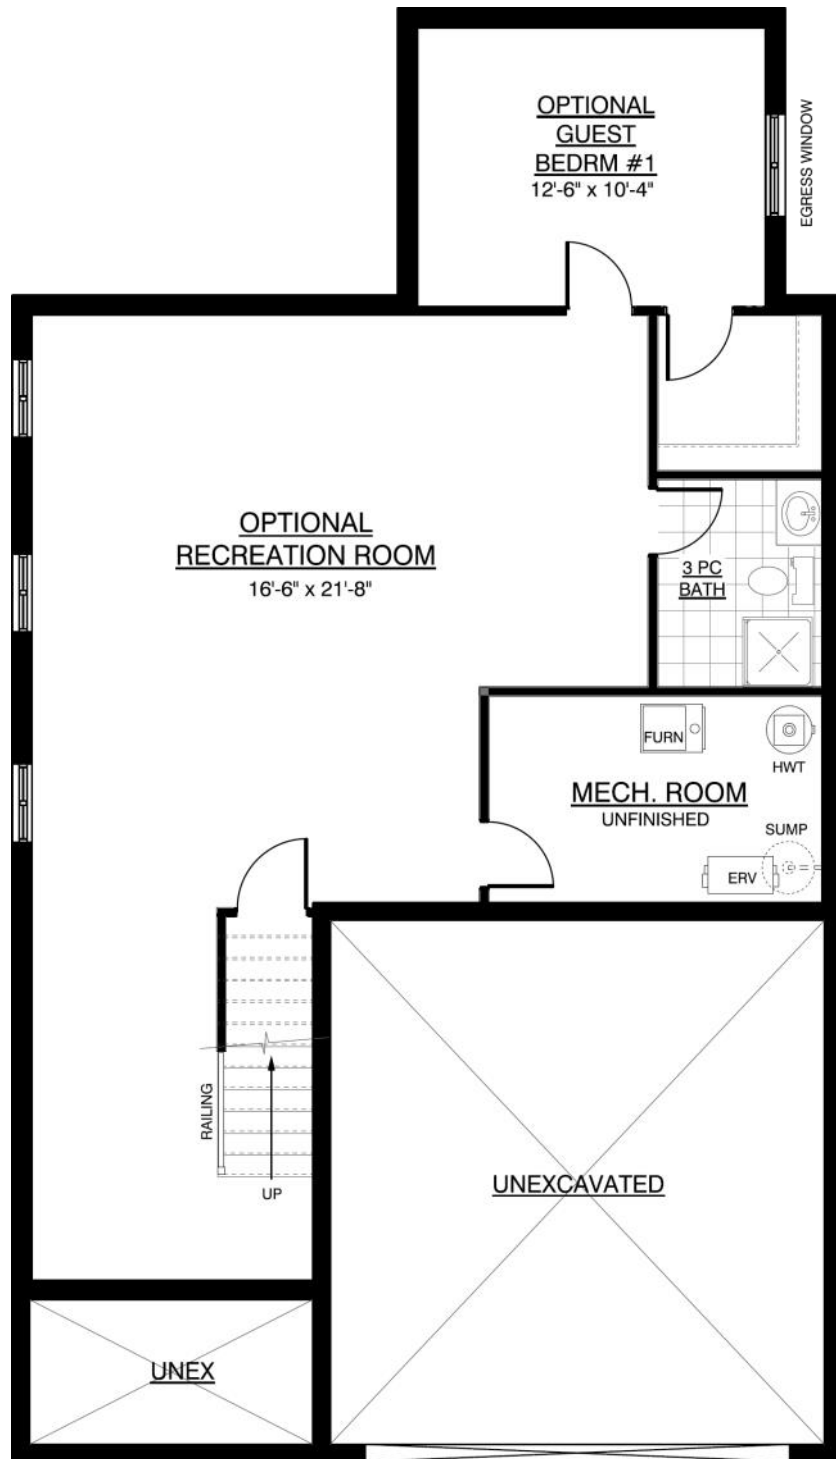 OPTIONAL
GUEST
BEDRM #1
12'-6" x 10'-4"
EGRESS WINDOW
OPTIONAL
RECREATION ROOM
16'-6" x 21'-8"
3 PC
BATH
FURN
HWT
MECH. ROOM
UNFINISHED
SUMP
ERV
RAILING
UP
UNEXCAVATED
UNEX